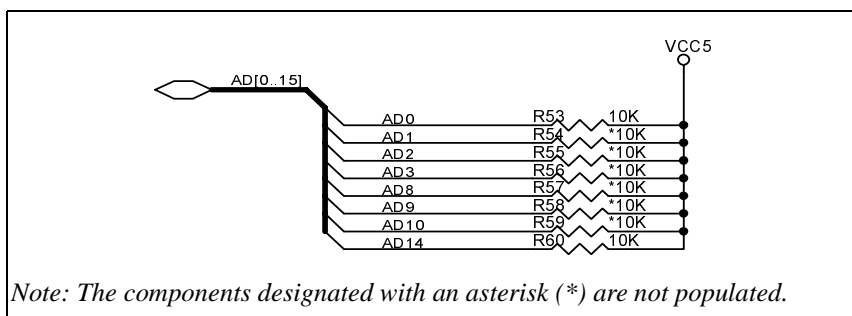 VCC5
AD[0..15]
AD0 R53 10K
AD1 R54 *10K
AD2 R55 *10K
AD3 R56 *10K
AD8 R57 *10K
AD9 R58 *10K
AD10 R59 *10K
AD14 R60 10K
Note: The components designated with an asterisk (*) are not populated.